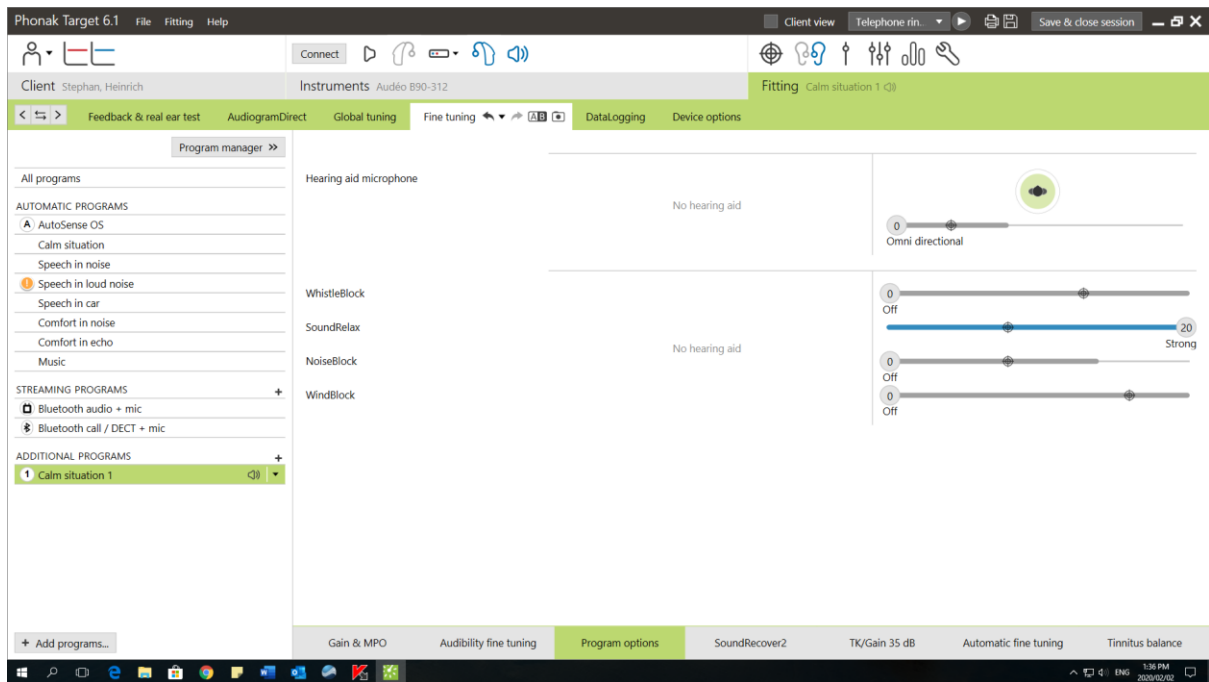 Phonak Target 6.1 File Fitting Help Client view Telephone rin.. Save & close session
Connect
Client Stephan, Heinrich Instruments Audéo B90-312 Fitting Calm situation 1
Feedback & real ear test AudiogramDirect Global tuning Fine tuning AB DataLogging Device options
Program manager >>
All programs
Hearing aid microphone
No hearing aid
0
Omni directional
AUTOMATIC PROGRAMS
A AutoSense OS
Calm situation
Speech in noise
! Speech in loud noise
Speech in car
Comfort in noise
Comfort in echo
Music
WhistleBlock
0
Off
SoundRelax
20
Strong
No hearing aid
NoiseBlock
0
Off
WindBlock
0
Off
STREAMING PROGRAMS +
Bluetooth audio + mic
Bluetooth call / DECT + mic
ADDITIONAL PROGRAMS +
1 Calm situation 1
+ Add programs...
Gain & MPO Audibility fine tuning Program options SoundRecover2 TK/Gain 35 dB Automatic fine tuning Tinnitus balance
ENG 1:36 PM
2020/02/02